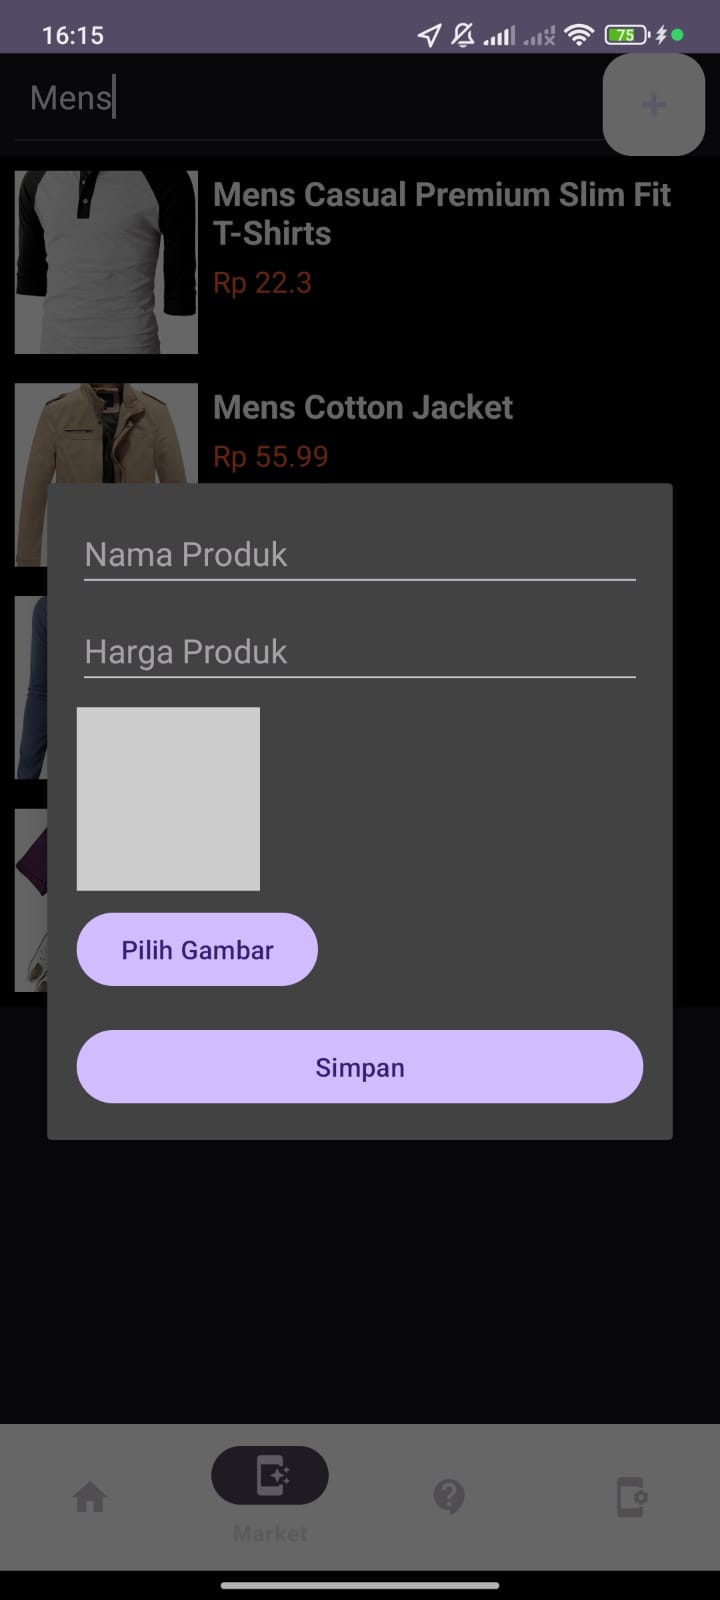 16:15
75
Mens
+
Mens Casual Premium Slim Fit
T-Shirts
Rp 22.3
Mens Cotton Jacket
Rp 55.99
Nama Produk
Harga Produk
Pilih Gambar
Simpan
Market